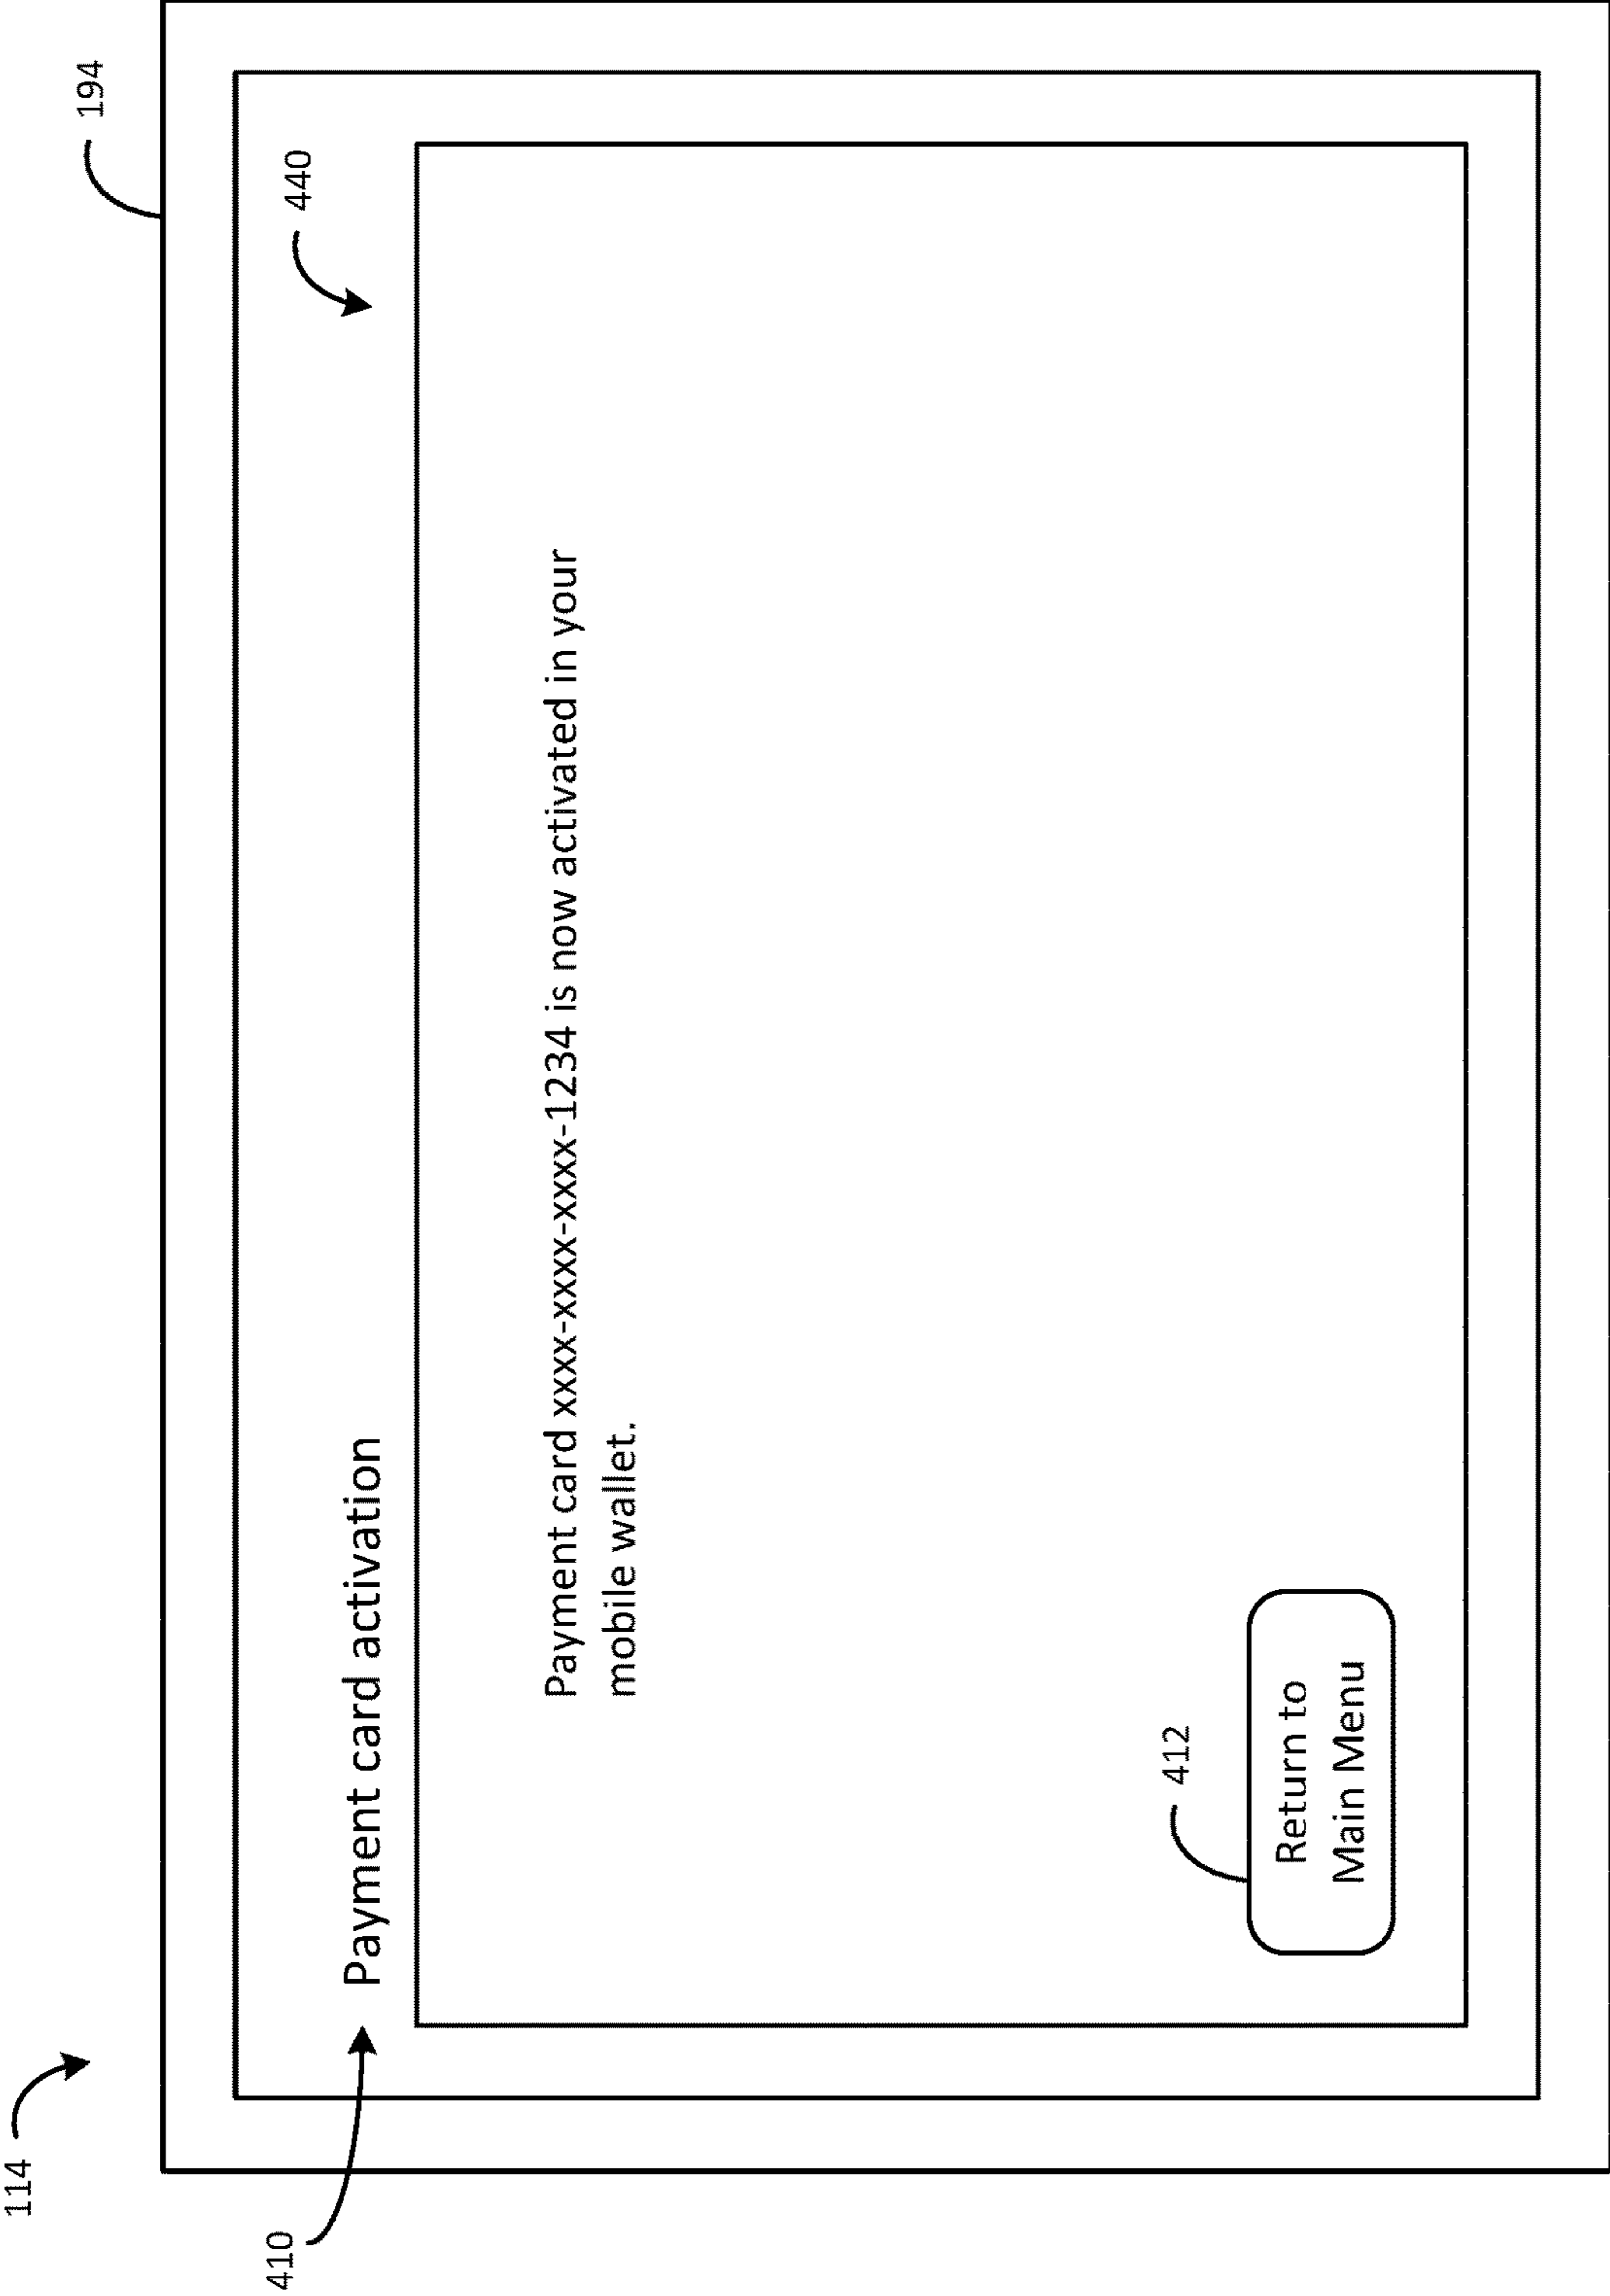 114
194
410
Payment card activation
440
Payment card xxxx-xxxx-xxxx-1234 is now activated in your
mobile wallet.
412
Return to
Main Menu